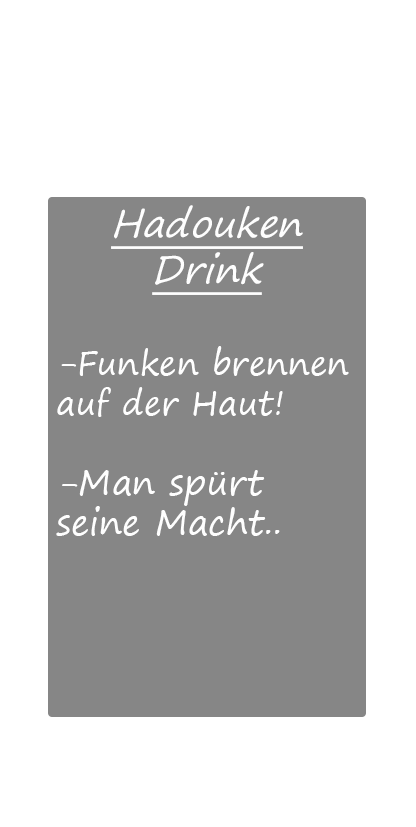 Hadouken
Drink
-Funken brennen
auf der Haut!
-Man spürt
seine Macht..